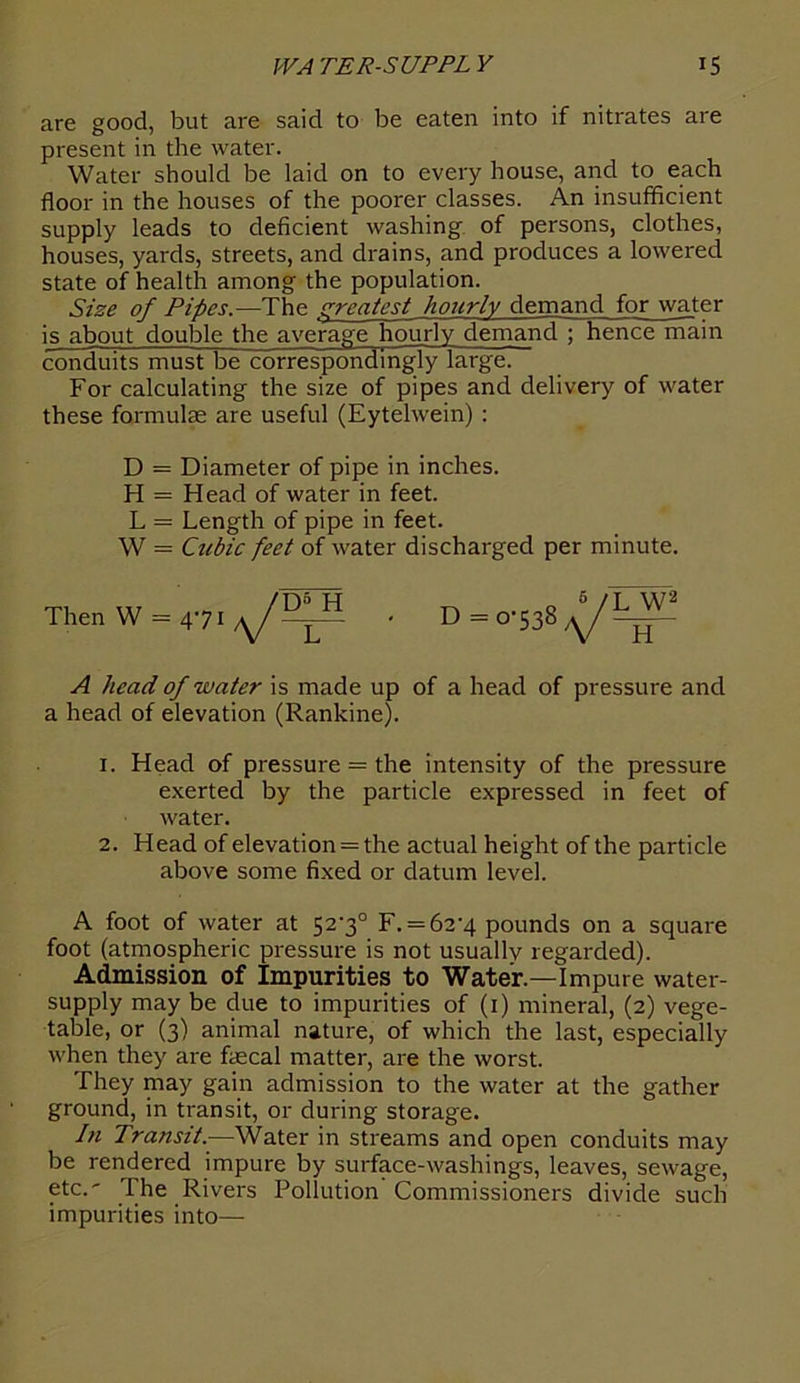 WATER-SUPPLY 15
are good, but are said to be eaten into if nitrates are
present in the water.
Water should be laid on to every house, and to each
floor in the houses of the poorer classes. An insufficient
supply leads to deficient washing of persons, clothes,
houses, yards, streets, and drains, and produces a lowered
state of health among the population.
Size of Pipes.—The greatest hourly demand for water
is about double the average hourly demand ; hence main
conduits must be correspondingly large.
For calculating the size of pipes and delivery of water
these formulæ are useful (Eytelwein) :
D = Diameter of pipe in inches.
H = Head of water in feet.
L = Length of pipe in feet.
W = Cubic feet of water discharged per minute.
Then W = 4·71 √(D⁵ H / L) · D = 0·538 ⁵√(L W² / H)
A head of water is made up of a head of pressure and
a head of elevation (Rankine).
1. Head of pressure = the intensity of the pressure
exerted by the particle expressed in feet of
water.
2. Head of elevation = the actual height of the particle
above some fixed or datum level.
A foot of water at 52·3° F. = 62·4 pounds on a square
foot (atmospheric pressure is not usually regarded).
Admission of Impurities to Water.—Impure water-
supply may be due to impurities of (1) mineral, (2) vege-
table, or (3) animal nature, of which the last, especially
when they are fæcal matter, are the worst.
They may gain admission to the water at the gather
ground, in transit, or during storage.
In Transit.—Water in streams and open conduits may
be rendered impure by surface-washings, leaves, sewage,
etc. The Rivers Pollution Commissioners divide such
impurities into—